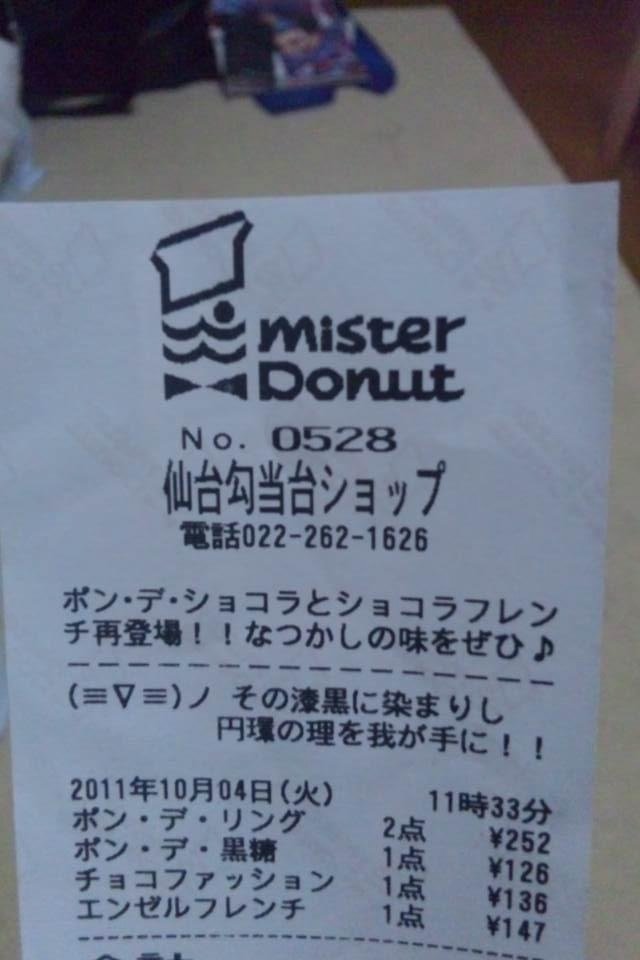 mister
Donut
No. 0528
仙台勾当台ショップ
電話022-262-1626
ポン・デ・ショコラとショコラフレン
チ再登場！！なつかしの味をぜひ♪
(≡∇≡)ノ その漆黒に染まりし
円環の理を我が手に！！
2011年10月04日(火) 11時33分
ポン・デ・リング 2点 ¥252
ポン・デ・黒糖 1点 ¥126
チョコファッション 1点 ¥136
エンゼルフレンチ 1点 ¥147